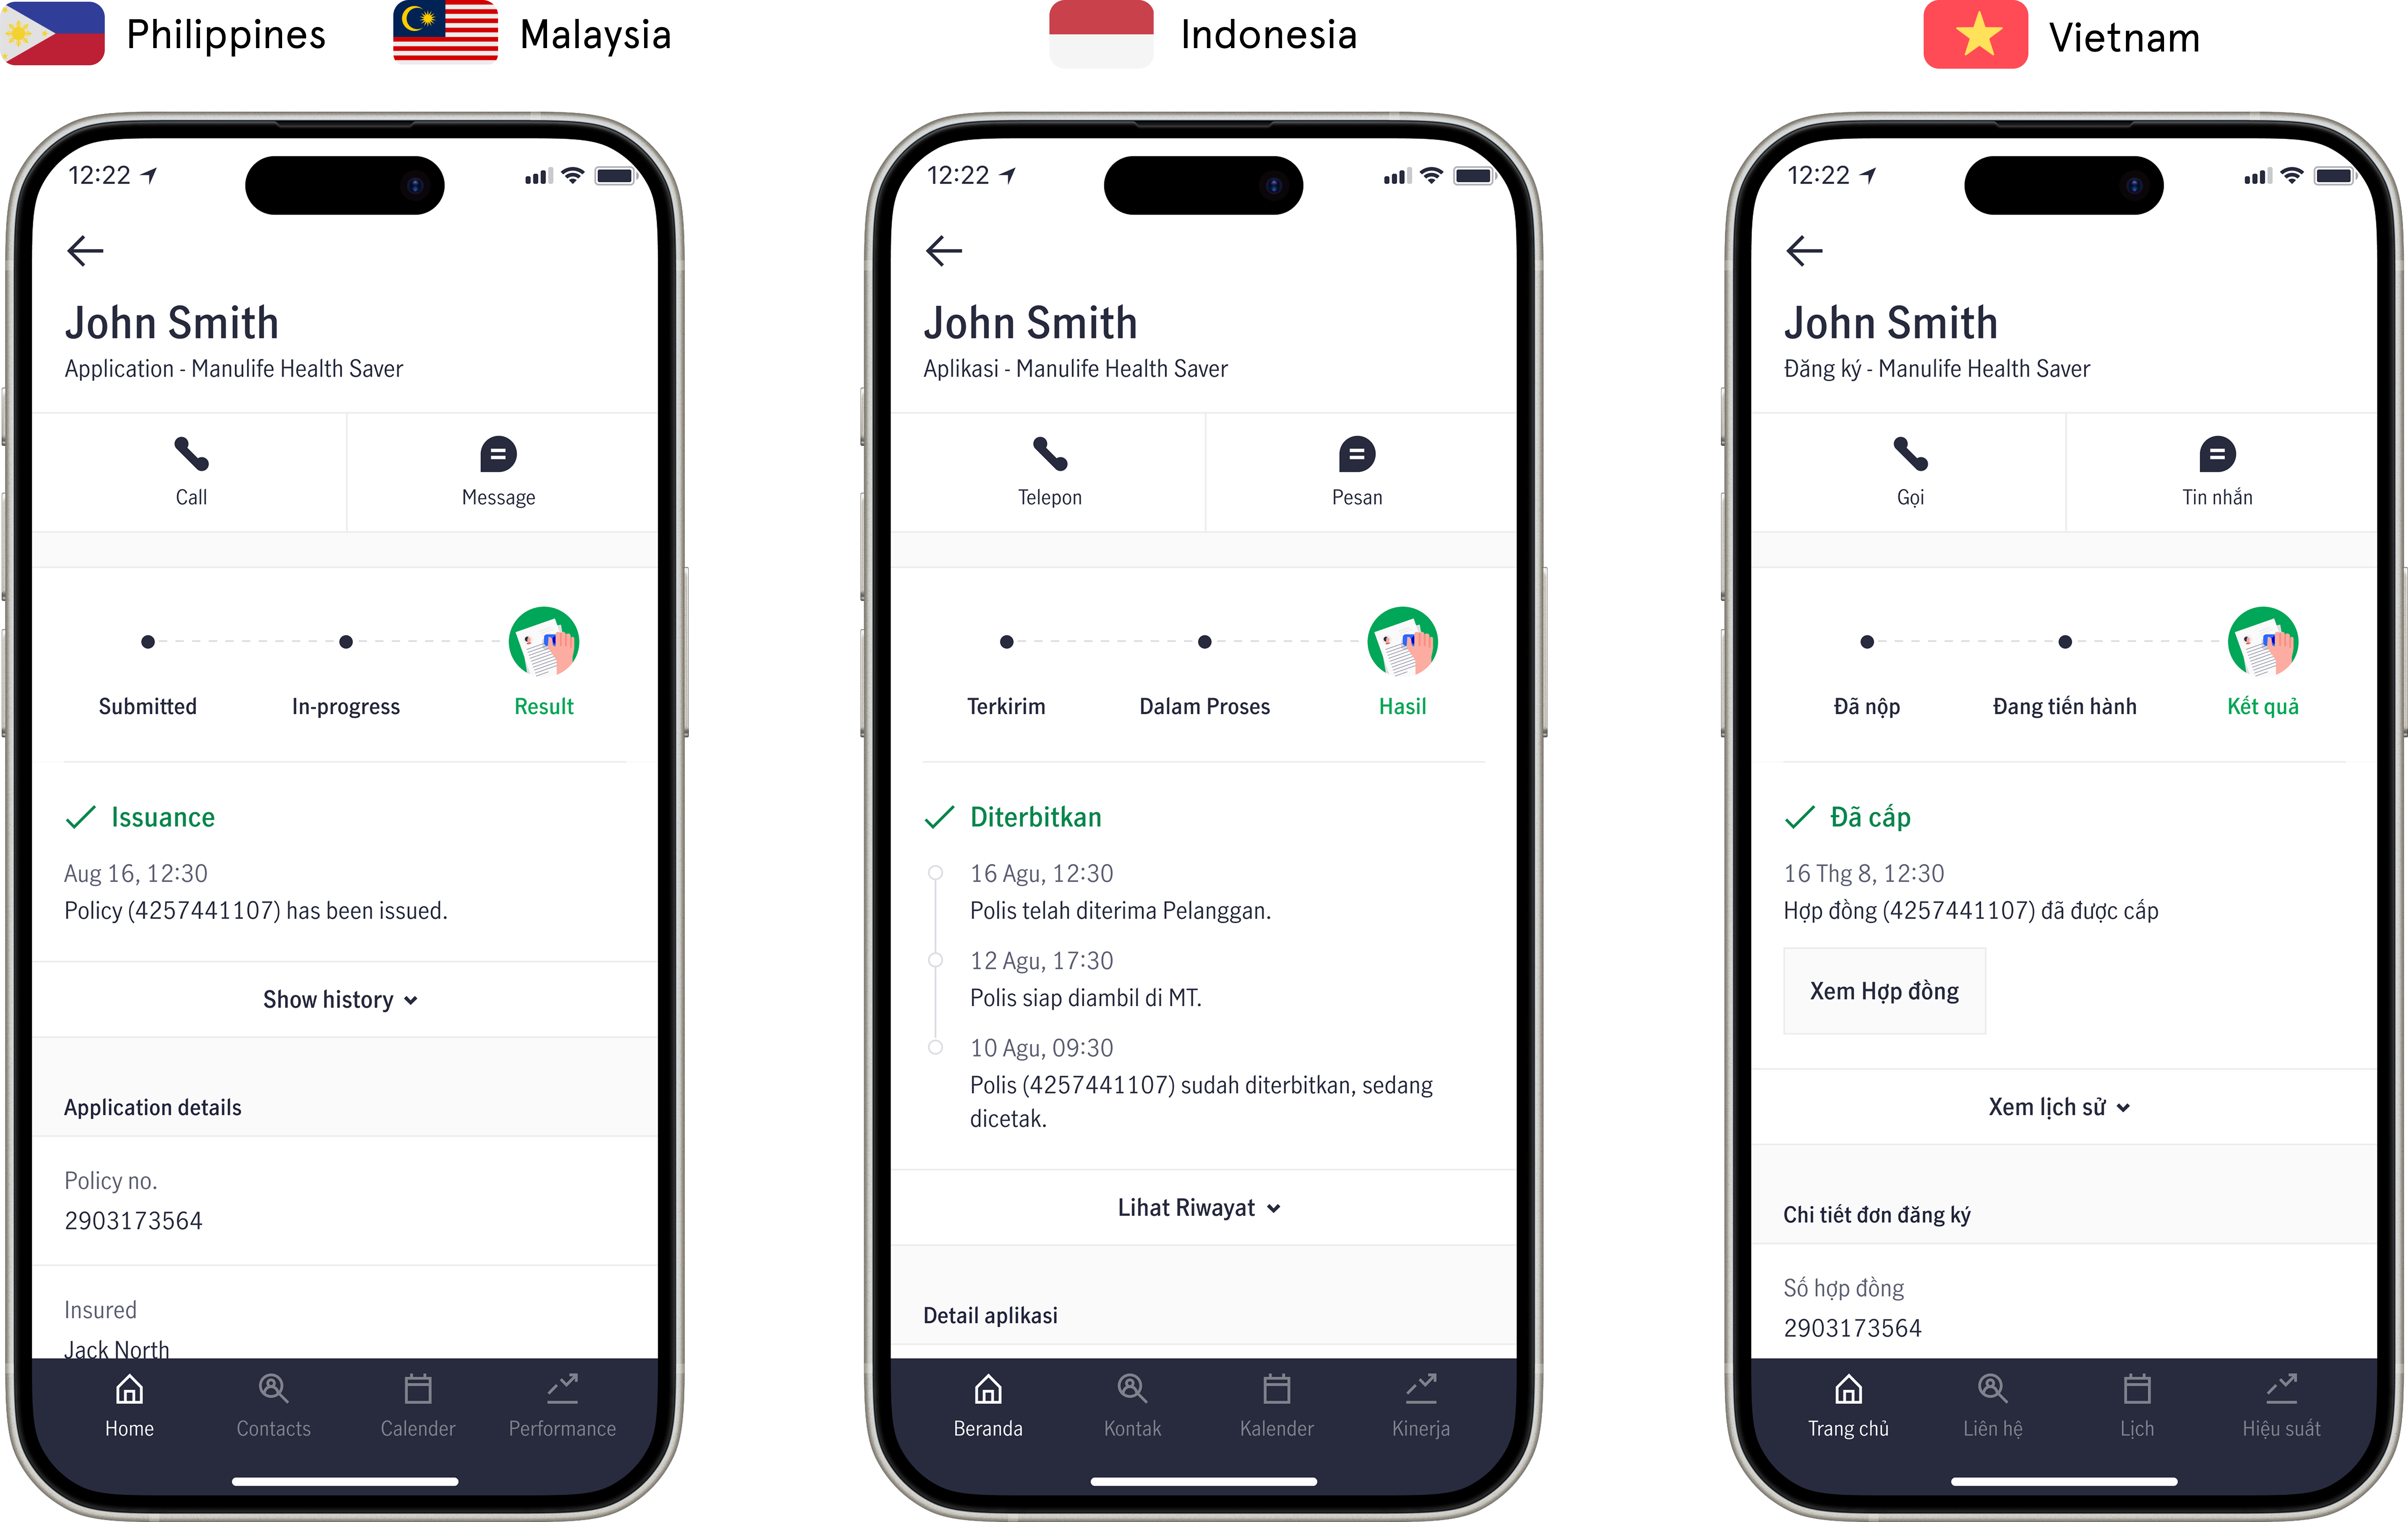 Philippines
Malaysia
Indonesia
Vietnam
12:22
John Smith
Application - Manulife Health Saver
Call
Message
Submitted
In-progress
Result
Issuance
Aug 16, 12:30
Policy (4257441107) has been issued.
Show history
Application details
Policy no.
2903173564
Insured
Jack North
Home
Contacts
Calender
Performance
12:22
John Smith
Aplikasi - Manulife Health Saver
Telepon
Pesan
Terkirim
Dalam Proses
Hasil
Diterbitkan
16 Agu, 12:30
Polis telah diterima Pelanggan.
12 Agu, 17:30
Polis siap diambil di MT.
10 Agu, 09:30
Polis (4257441107) sudah diterbitkan, sedang
dicetak.
Lihat Riwayat
Detail aplikasi
Beranda
Kontak
Kalender
Kinerja
12:22
John Smith
Đăng ký - Manulife Health Saver
Gọi
Tin nhắn
Đã nộp
Đang tiến hành
Kết quả
Đã cấp
16 Thg 8, 12:30
Hợp đồng (4257441107) đã được cấp
Xem Hợp đồng
Xem lịch sử
Chi tiết đơn đăng ký
Số hợp đồng
2903173564
Trang chủ
Liên hệ
Lịch
Hiệu suất